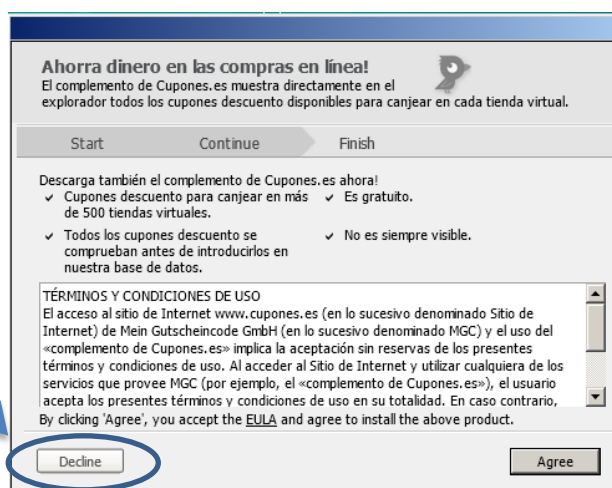 Ahorra dinero en las compras en línea!
El complemento de Cupones.es muestra directamente en el
explorador todos los cupones descuento disponibles para canjear en cada tienda virtual.
Start Continue Finish
Descarga también el complemento de Cupones.es ahora!
Cupones descuento para canjear en más
de 500 tiendas virtuales.
Es gratuito.
Todos los cupones descuento se
comprueban antes de introducirlos en
nuestra base de datos.
No es siempre visible.
TÉRMINOS Y CONDICIONES DE USO
El acceso al sitio de Internet www.cupones.es (en lo sucesivo denominado Sitio de
Internet) de Mein Gutscheincode GmbH (en lo sucesivo denominado MGC) y el uso del
«complemento de Cupones.es» implica la aceptación sin reservas de los presentes
términos y condiciones de uso. Al acceder al Sitio de Internet y utilizar cualquiera de los
servicios que provee MGC (por ejemplo, el «complemento de Cupones.es»), el usuario
acepta los presentes términos y condiciones de uso en su totalidad. En caso contrario,
By clicking 'Agree', you accept the EULA and agree to install the above product.
Decline Agree